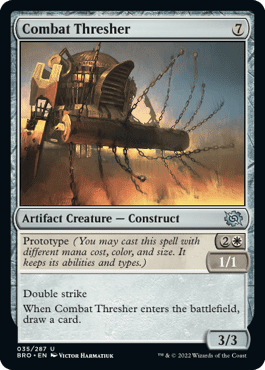 Combat Thresher 7
Artifact Creature — Construct
Prototype (You may cast this spell with 2
different mana cost, color, and size. It
keeps its abilities and types.) 1/1
Double strike
When Combat Thresher enters the battlefield,
draw a card.
3/3
035/287 U
BRO • EN Victor Harmatiuk ™ & © 2022 Wizards of the Coast